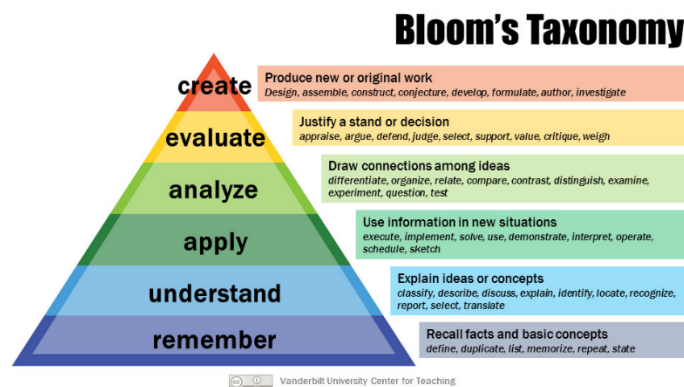 Bloom's Taxonomy
create
Produce new or original work
Design, assemble, construct, conjecture, develop, formulate, author, investigate
evaluate
Justify a stand or decision
appraise, argue, defend, judge, select, support, value, critique, weigh
analyze
Draw connections among ideas
differentiate, organize, relate, compare, contrast, distinguish, examine,
experiment, question, test
apply
Use information in new situations
execute, implement, solve, use, demonstrate, interpret, operate,
schedule, sketch
understand
Explain ideas or concepts
classify, describe, discuss, explain, identify, locate, recognize,
report, select, translate
remember
Recall facts and basic concepts
define, duplicate, list, memorize, repeat, state
cc
Vanderbilt University Center for Teaching